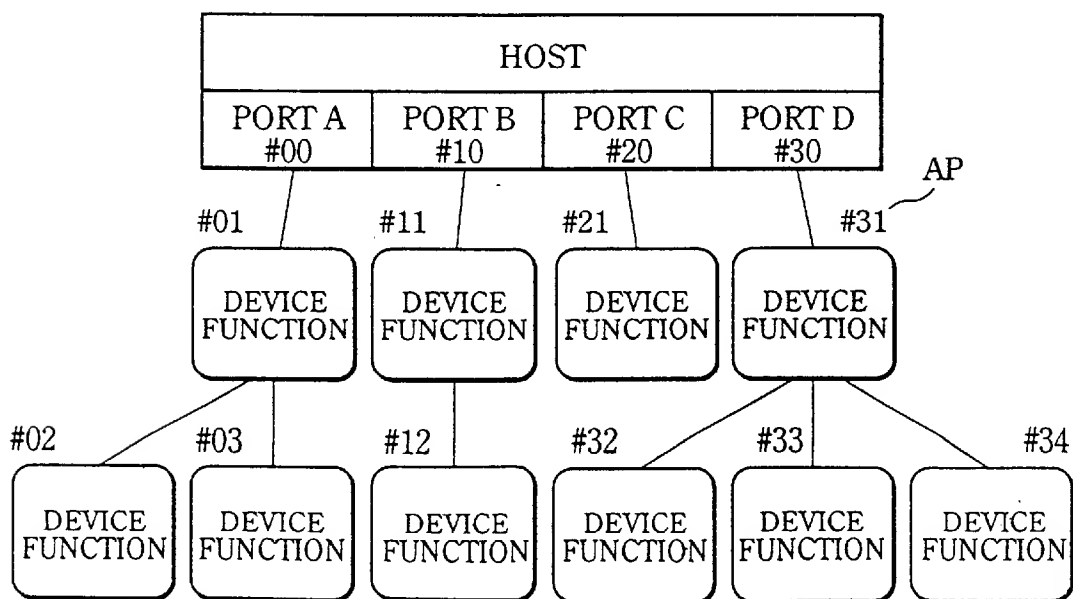 HOST
PORT A PORT B PORT C PORT D
#00 #10 #20 #30
AP
#01 #11 #21 #31
DEVICE FUNCTION DEVICE FUNCTION DEVICE FUNCTION DEVICE FUNCTION
#02 #03 #12 #32 #33 #34
DEVICE FUNCTION DEVICE FUNCTION DEVICE FUNCTION DEVICE FUNCTION DEVICE FUNCTION DEVICE FUNCTION